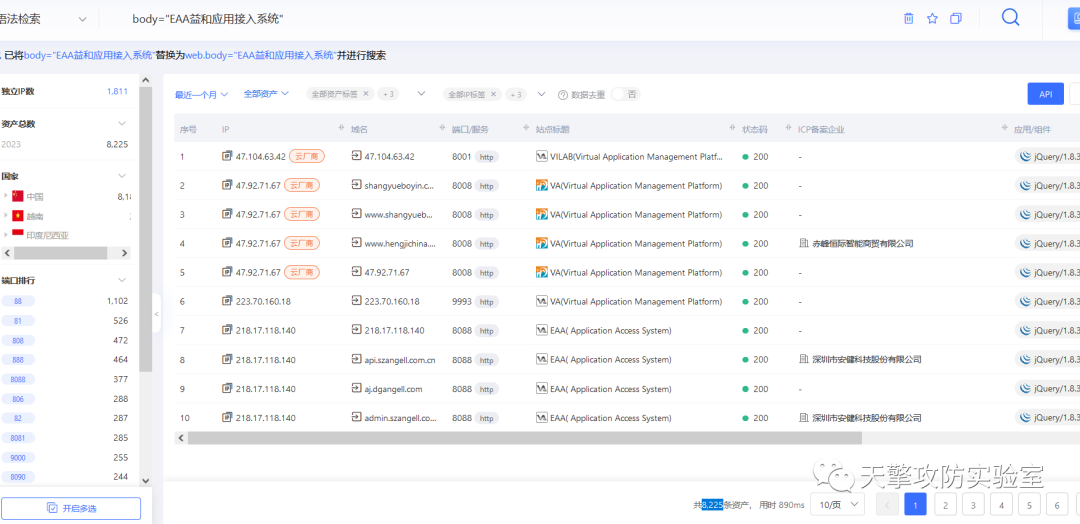 语法检索 body="EAA益和应用接入系统"
已将body="EAA益和应用接入系统"替换为web.body="EAA益和应用接入系统"并进行搜索
独立IP数 1,811
资产总数
2023 8,225
国家
中国 8,1
越南
印度尼西亚
端口排行
88 1,102
81 526
808 472
888 464
8088 377
806 288
82 287
8081 285
9000 255
8090 244
开启多选
最近一个月 全部资产 全部资产标签 × + 3 全部IP标签 × + 3 数据去重 否 API
序号 IP 域名 端口/服务 站点标题 状态码 ICP备案企业 应用/组件
1 47.104.63.42 云厂商 47.104.63.42 8001 http VILAB(Virtual Application Management Platf... 200 - jQuery/1.8.3
2 47.92.71.67 云厂商 shangyueboyin.c... 8008 http VA(Virtual Application Management Platform) 200 - jQuery/1.8.3
3 47.92.71.67 云厂商 www.shangyueb... 8008 http VA(Virtual Application Management Platform) 200 - jQuery/1.8.3
4 47.92.71.67 云厂商 www.hengjichina.... 8008 http VA(Virtual Application Management Platform) 200 赤峰恒际智能商贸有限公司 jQuery/1.8.3
5 47.92.71.67 云厂商 47.92.71.67 8008 http VA(Virtual Application Management Platform) 200 - jQuery/1.8.3
6 223.70.160.18 223.70.160.18 9993 http VA(Virtual Application Management Platform) 200 - jQuery/1.8.3
7 218.17.118.140 218.17.118.140 8088 http EAA( Application Access System) 200 - jQuery/1.8.3
8 218.17.118.140 api.szangell.com.cn 8088 http EAA( Application Access System) 200 深圳市安健科技股份有限公司 jQuery/1.8.3
9 218.17.118.140 aj.dgangell.com 8088 http EAA( Application Access System) 200 - jQuery/1.8.3
10 218.17.118.140 admin.szangell.co... 8088 http EAA( Application Access System) 200 深圳市安健科技股份有限公司 jQuery/1.8.3
天擎攻防实验室
共8,225条资产， 用时 890ms 10/页 < 1 2 3 4 5 6